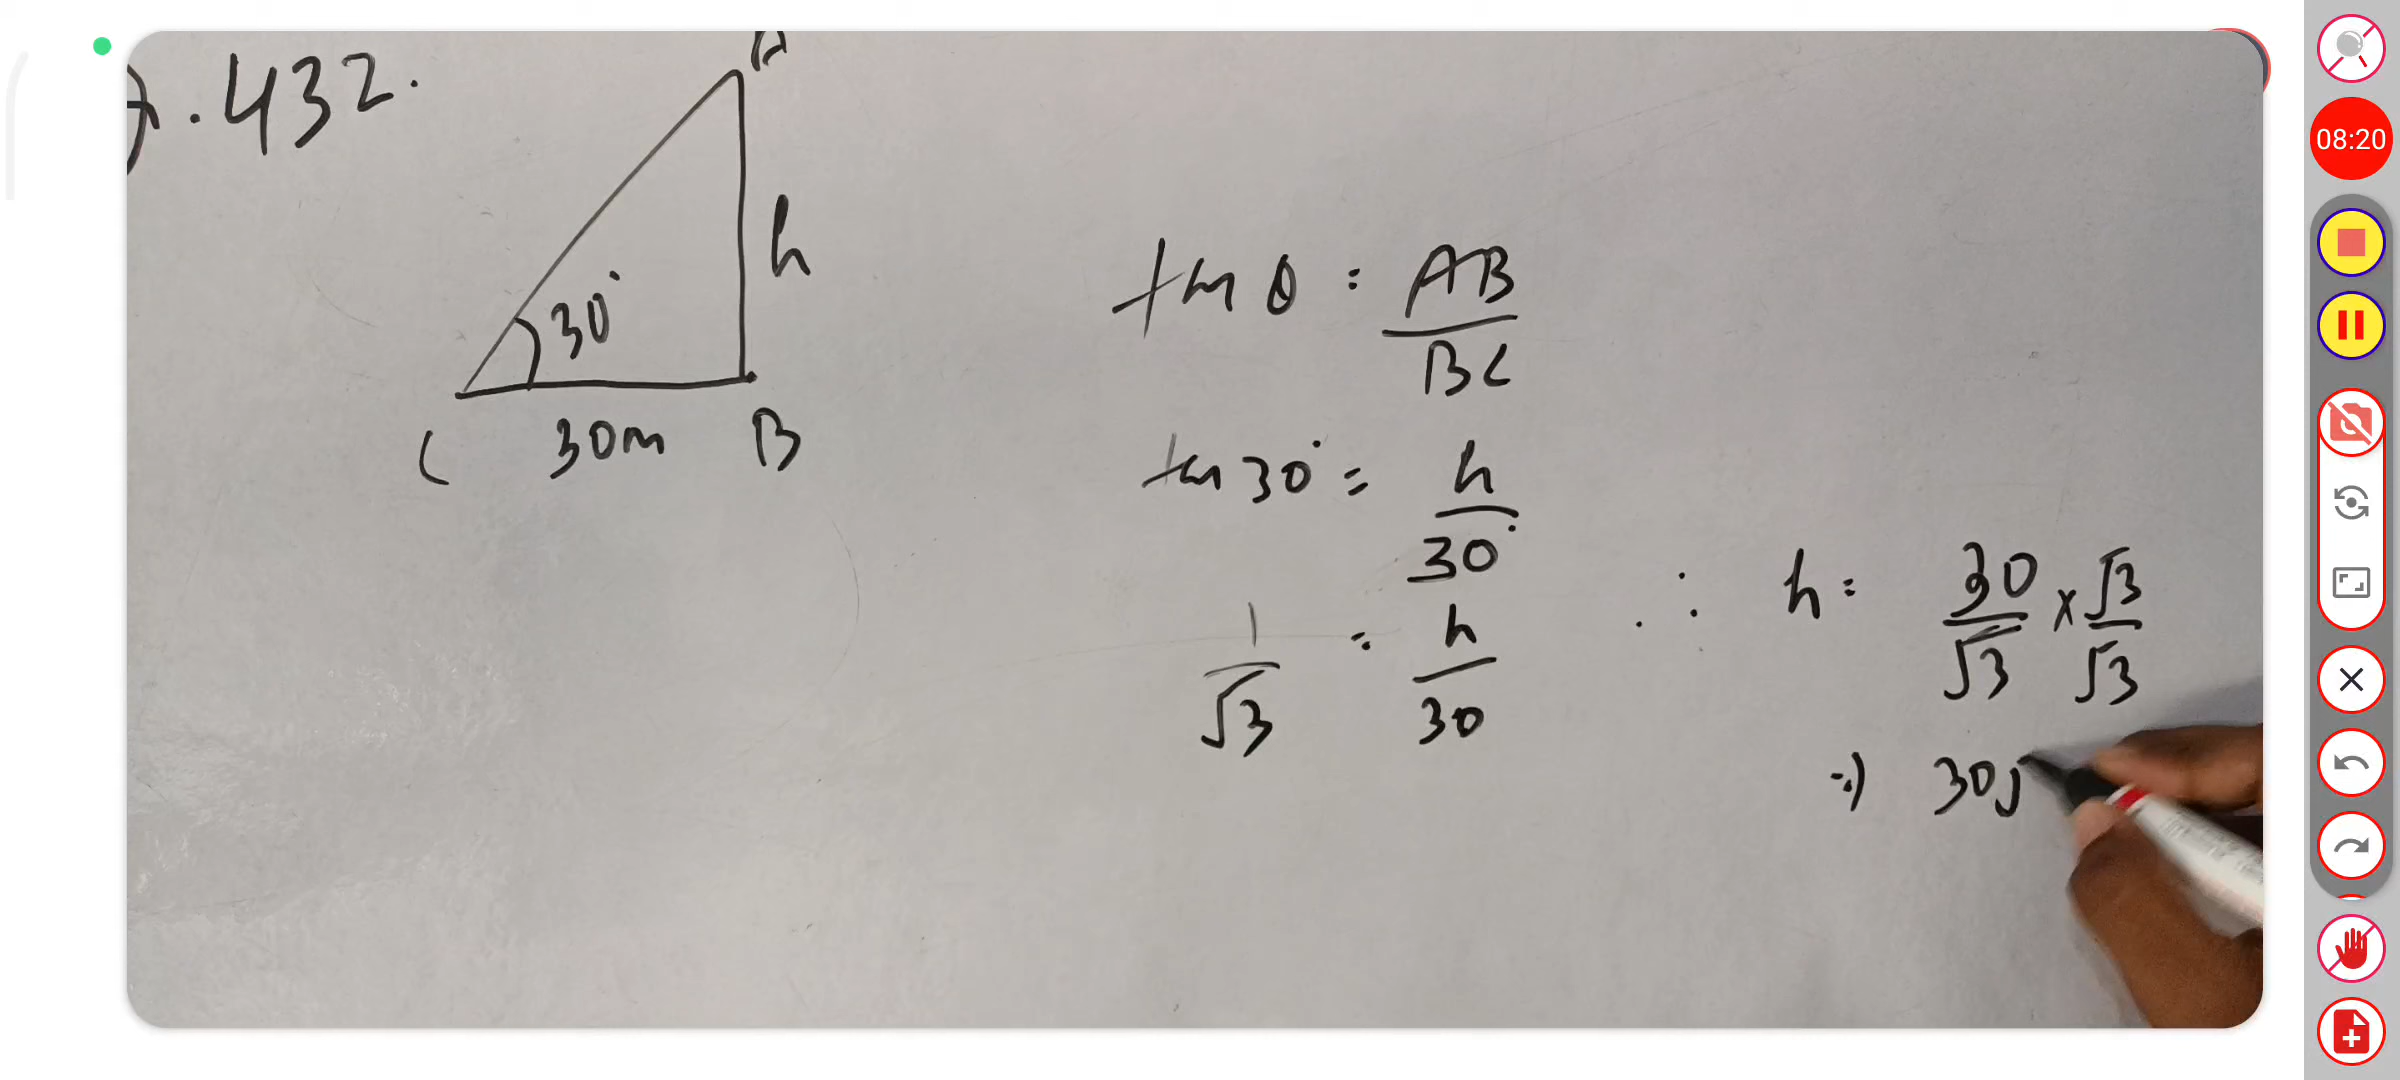 ). 432.
A
h
30°
C 30m B
tan θ = AB
BC
tan 30° = h
30°
1 = h
√3 30
∴ h = 30 × √3
√3 √3
⇒ 30√
08:20